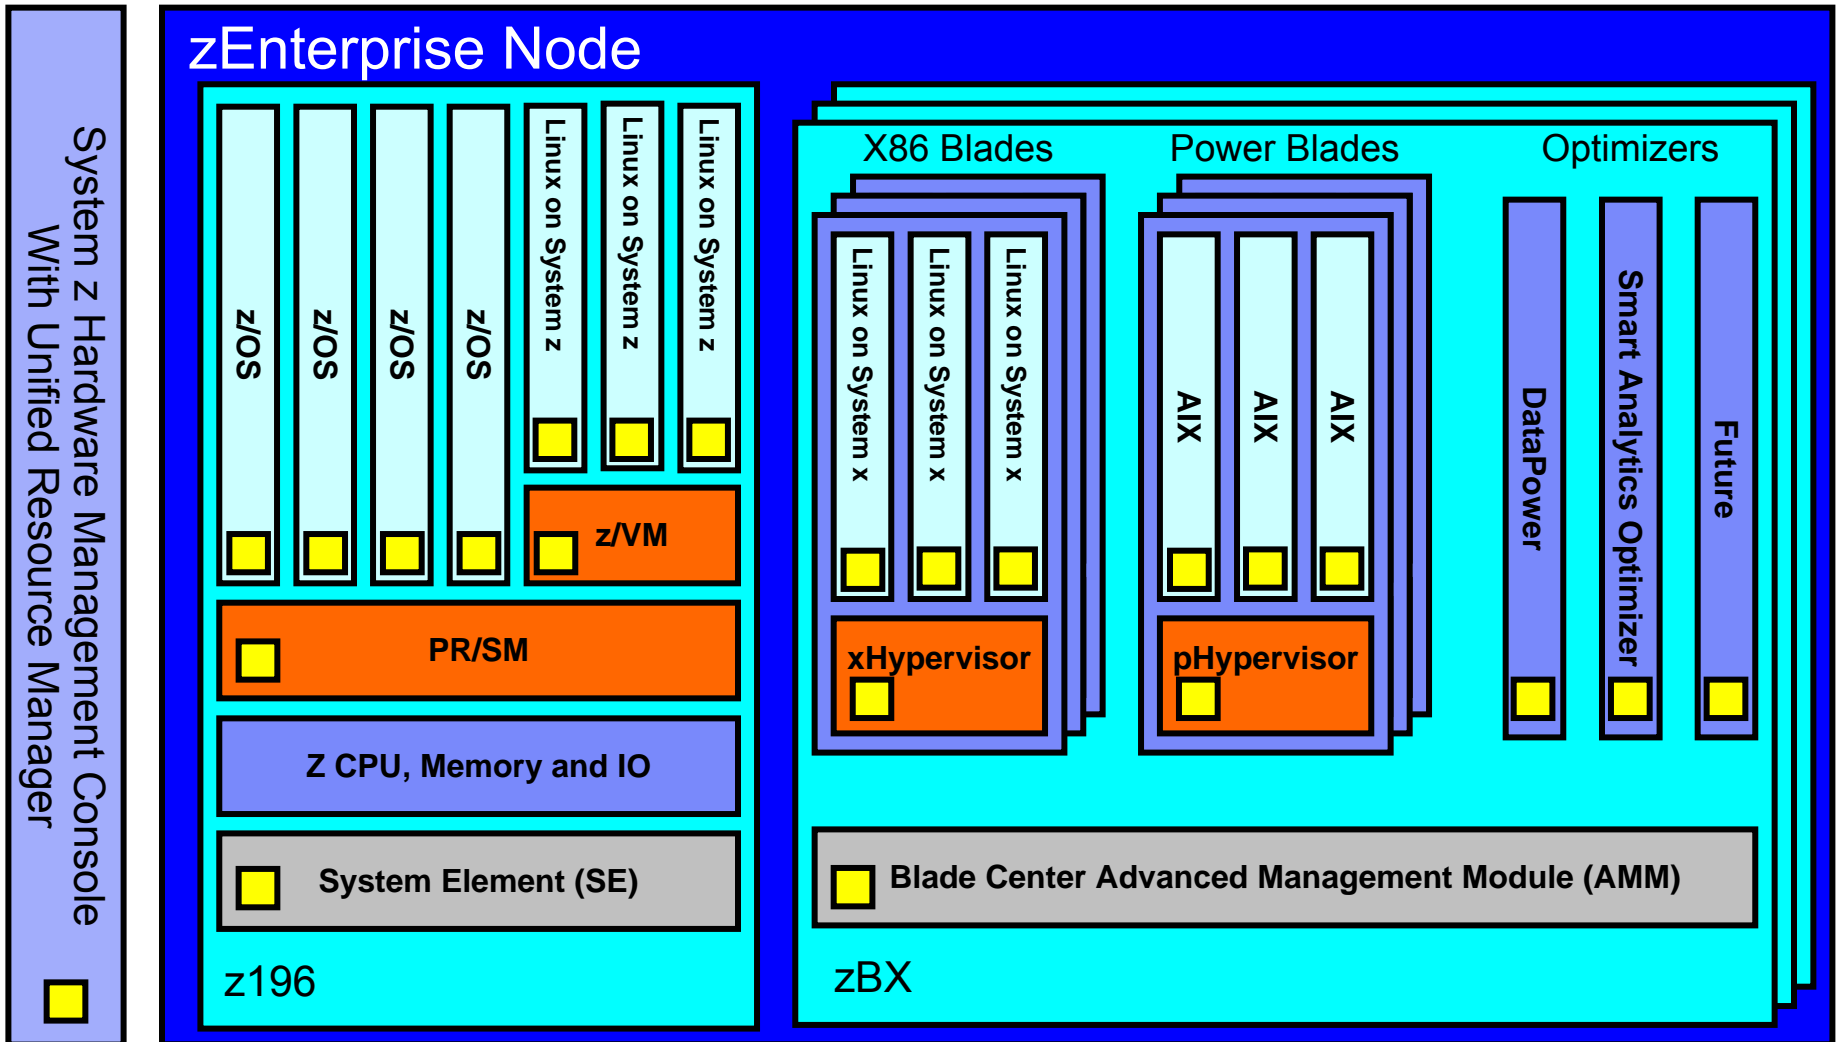 System z Hardware Management Console
With Unified Resource Manager
zEnterprise Node
z/OS
z/OS
z/OS
z/OS
Linux on System z
Linux on System z
Linux on System z
z/VM
PR/SM
Z CPU, Memory and IO
System Element (SE)
z196
X86 Blades
Linux on System x
Linux on System x
Linux on System x
xHypervisor
Power Blades
AIX
AIX
AIX
pHypervisor
Optimizers
DataPower
Smart Analytics Optimizer
Future
Blade Center Advanced Management Module (AMM)
zBX